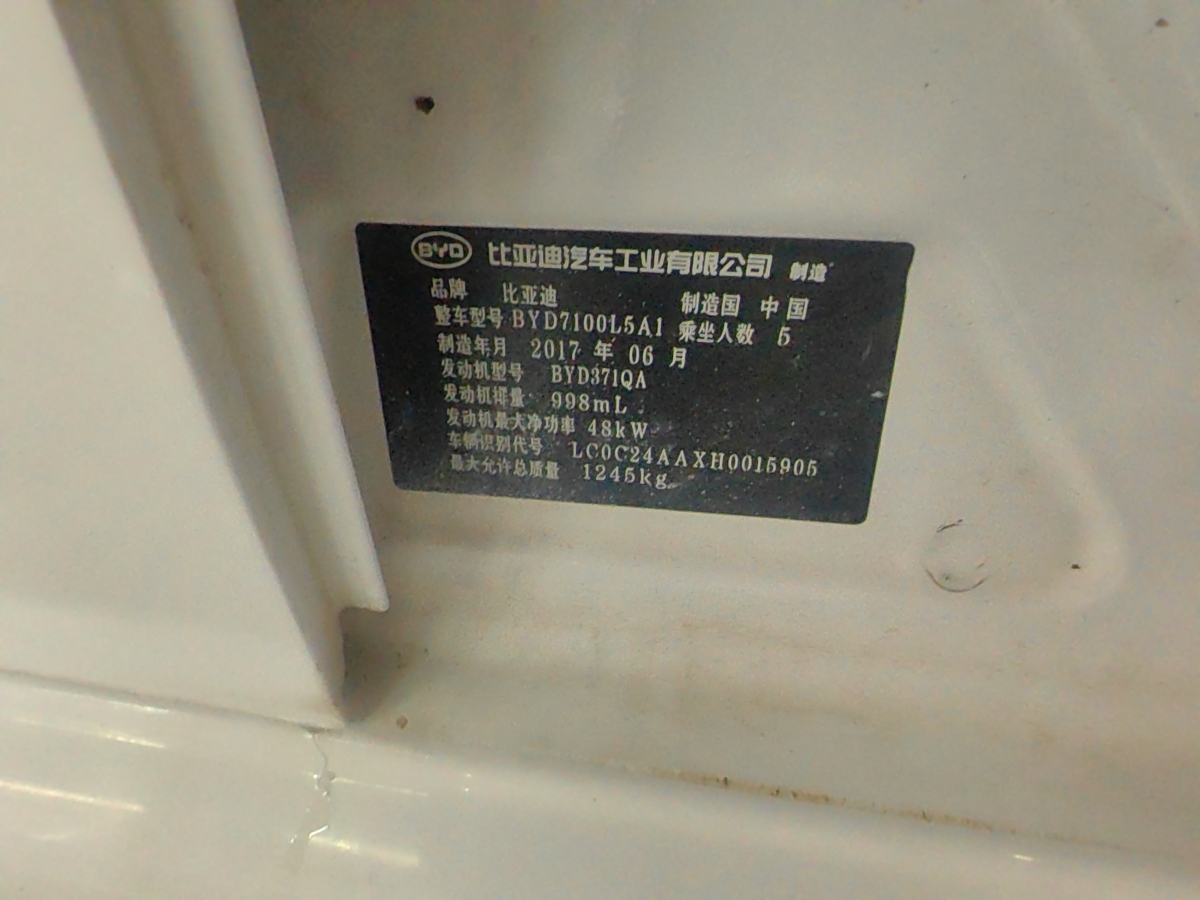 BYD 比亚迪汽车工业有限公司 制造
品牌 比亚迪 制造国 中国
整车型号 BYD7100L5A1 乘坐人数 5
制造年月 2017 年 06 月
发动机型号 BYD371QA
发动机排量 998mL
发动机最大净功率 48kW
车辆识别代号 LC0C24AAXH0015905
最大允许总质量 1245kg